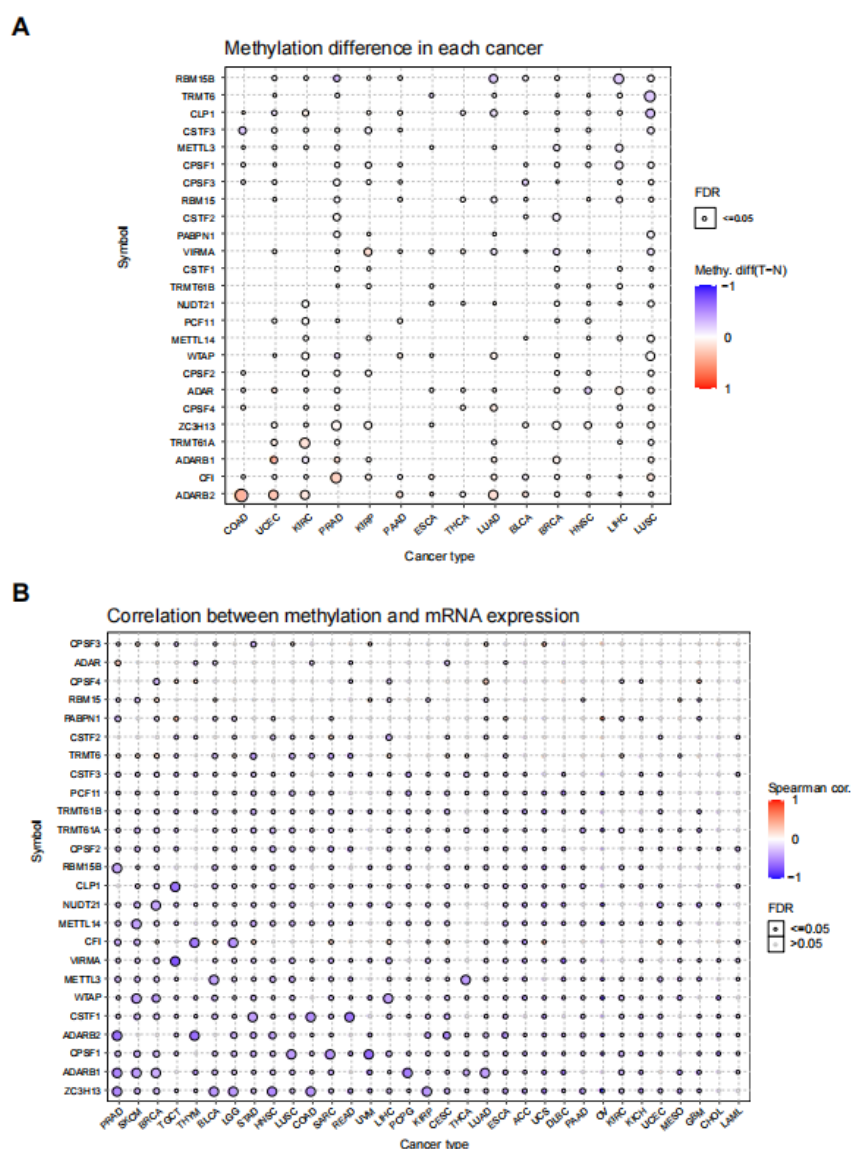 A
Methylation difference in each cancer
RBM15B
TRMT6
CLP1
CSTF3
METTL3
CPSF1
CPSF3
RBM15
CSTF2
PABPN1
VIRMA
CSTF1
TRMT61B
NUDT21
PCF11
METTL14
WTAP
CPSF2
ADAR
CPSF4
ZC3H13
TRMT61A
ADARB1
CFI
ADARB2
Symbol
COAD
UCEC
KIRC
PRAD
KIRP
PAAD
ESCA
THCA
LUAD
BLCA
BRCA
HNSC
LIHC
LUSC
Cancer type
FDR
<=0.05
Methy. diff(T−N)
−1
0
1
B
Correlation between methylation and mRNA expression
CPSF3
ADAR
CPSF4
RBM15
PABPN1
CSTF2
TRMT6
CSTF3
PCF11
TRMT61B
TRMT61A
CPSF2
RBM15B
CLP1
NUDT21
METTL14
CFI
VIRMA
METTL3
WTAP
CSTF1
ADARB2
CPSF1
ADARB1
ZC3H13
Symbol
PRAD
SKCM
BRCA
TGCT
THYM
BLCA
LGG
STAD
HNSC
LUSC
COAD
SARC
READ
UVM
LIHC
PCPG
KIRP
CESC
THCA
LUAD
ESCA
ACC
UCS
DLBC
PAAD
OV
KIRC
KICH
UCEC
MESO
GBM
CHOL
LAML
Cancer type
Spearman cor.
1
0
−1
FDR
<=0.05
>0.05